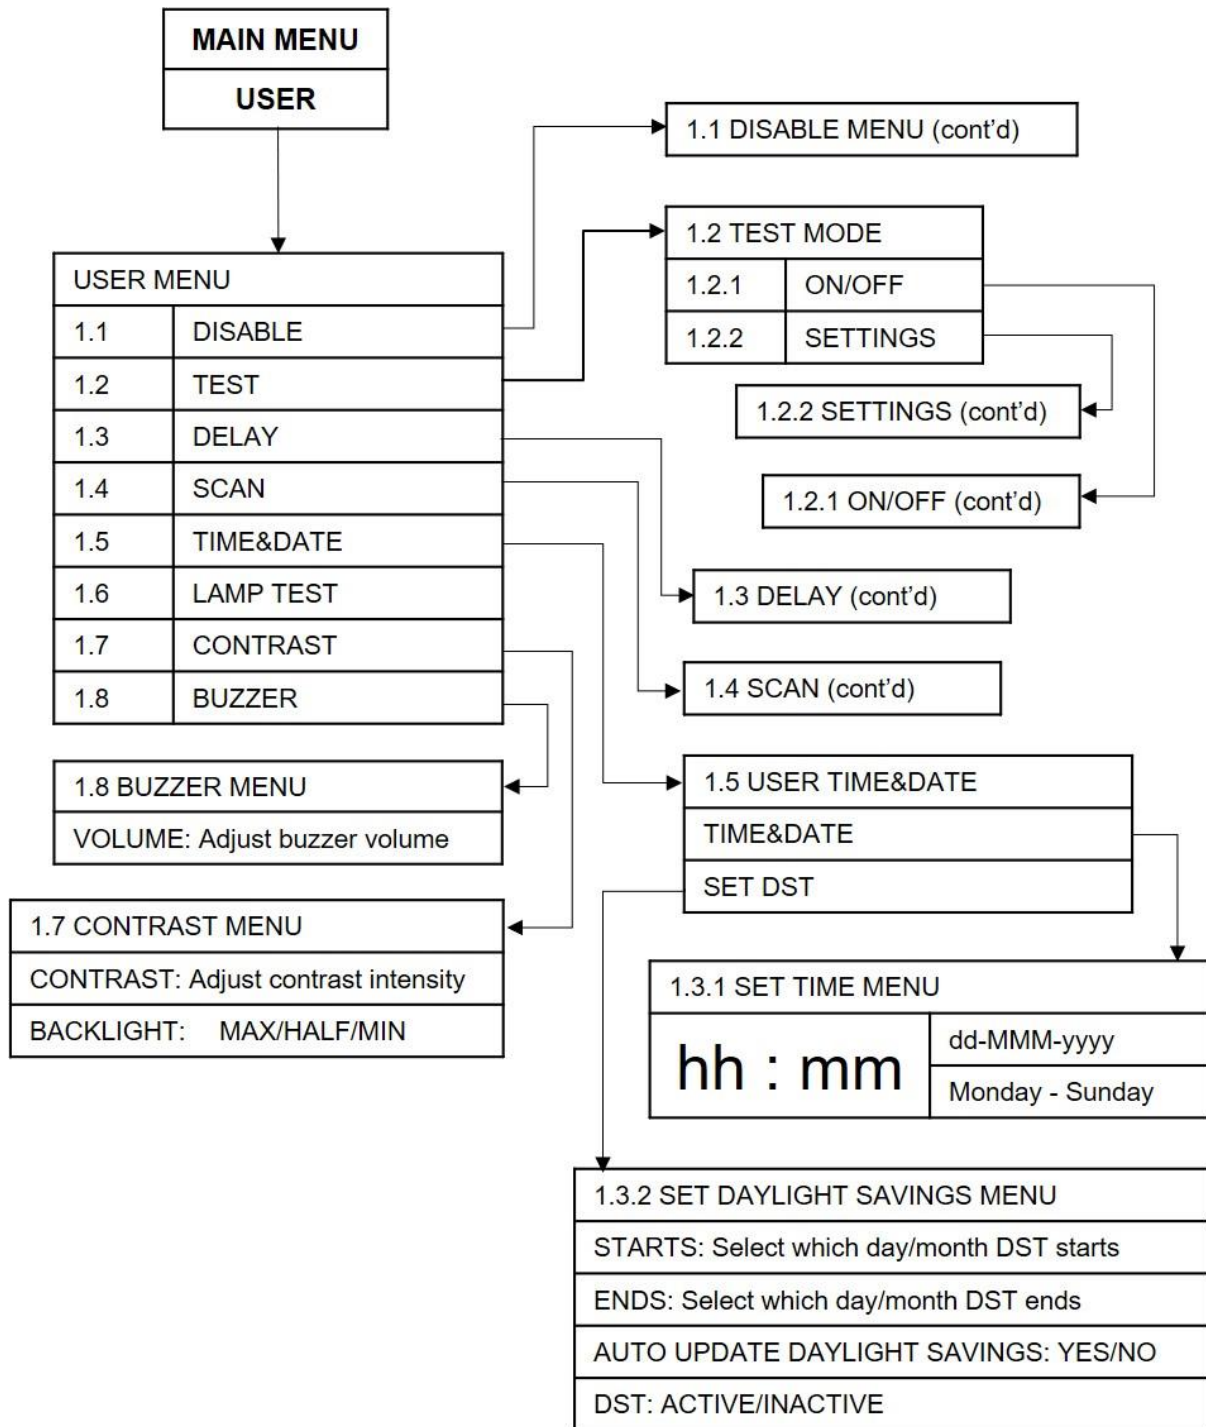 MAIN MENU
USER
1.1 DISABLE MENU (cont’d)
1.2 TEST MODE
1.2.1 ON/OFF
1.2.2 SETTINGS
1.2.2 SETTINGS (cont’d)
1.2.1 ON/OFF (cont’d)
USER MENU
1.1 DISABLE
1.2 TEST
1.3 DELAY
1.4 SCAN
1.5 TIME&DATE
1.6 LAMP TEST
1.7 CONTRAST
1.8 BUZZER
1.3 DELAY (cont’d)
1.4 SCAN (cont’d)
1.8 BUZZER MENU
VOLUME: Adjust buzzer volume
1.5 USER TIME&DATE
TIME&DATE
SET DST
1.7 CONTRAST MENU
CONTRAST: Adjust contrast intensity
BACKLIGHT: MAX/HALF/MIN
1.3.1 SET TIME MENU
hh : mm
dd-MMM-yyyy
Monday - Sunday
1.3.2 SET DAYLIGHT SAVINGS MENU
STARTS: Select which day/month DST starts
ENDS: Select which day/month DST ends
AUTO UPDATE DAYLIGHT SAVINGS: YES/NO
DST: ACTIVE/INACTIVE